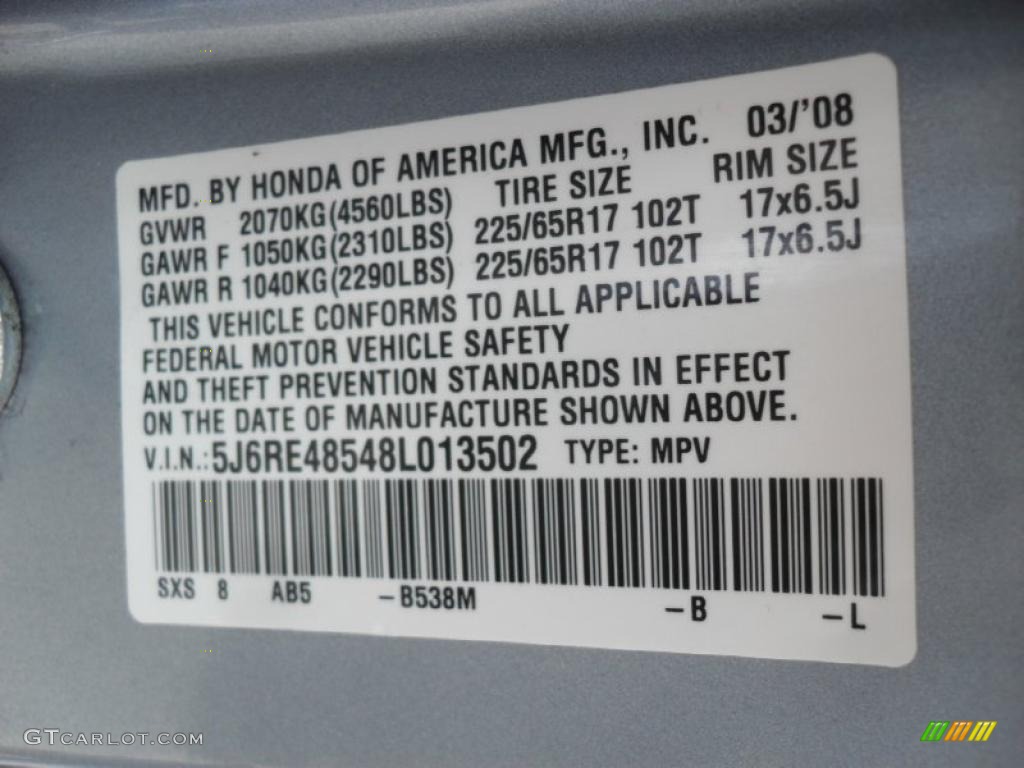 MFD. BY HONDA OF AMERICA MFG., INC. 03/'08
GVWR 2070KG(4560LBS) TIRE SIZE RIM SIZE
GAWR F 1050KG(2310LBS) 225/65R17 102T 17x6.5J
GAWR R 1040KG(2290LBS) 225/65R17 102T 17x6.5J
THIS VEHICLE CONFORMS TO ALL APPLICABLE
FEDERAL MOTOR VEHICLE SAFETY
AND THEFT PREVENTION STANDARDS IN EFFECT
ON THE DATE OF MANUFACTURE SHOWN ABOVE.
V.I.N.: 5J6RE48548L013502 TYPE: MPV
SXS 8 AB5 -B538M -B -L
GTCARLOT.COM